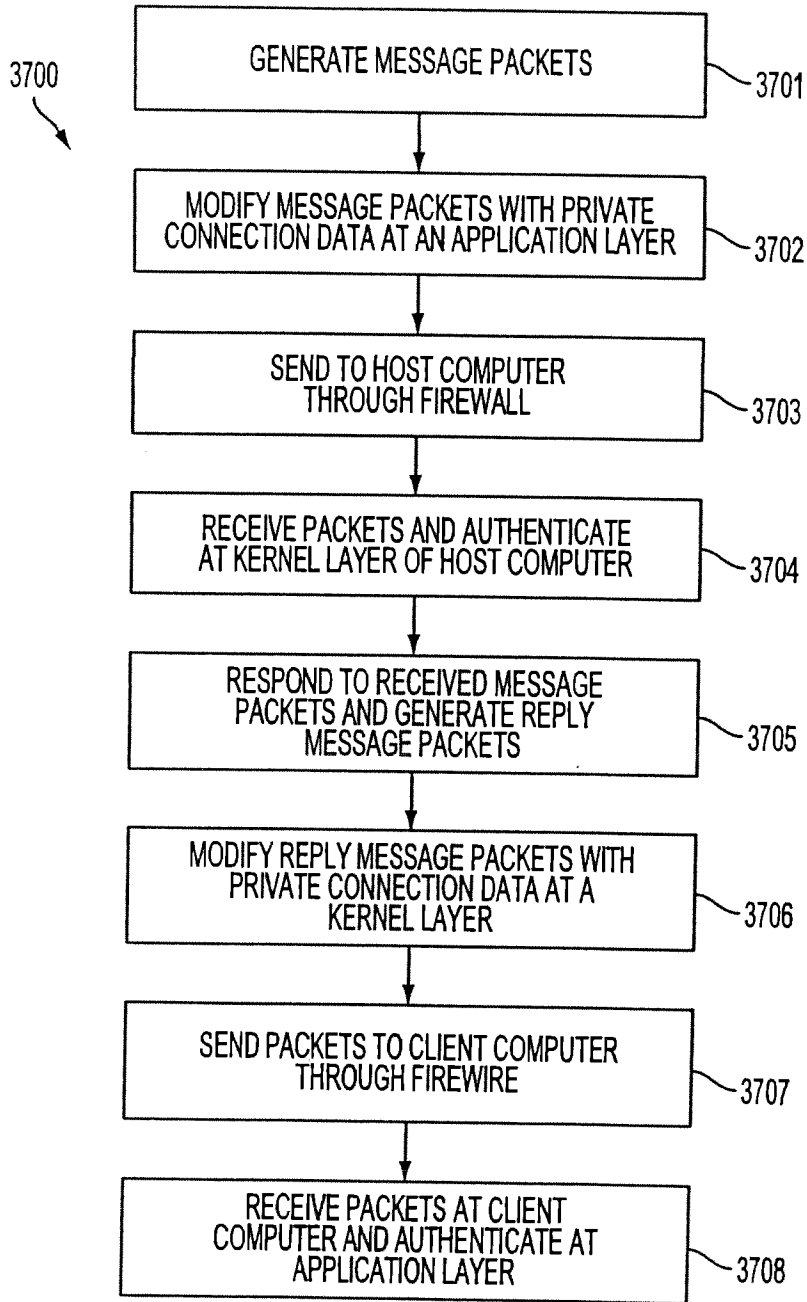 3700
GENERATE MESSAGE PACKETS
3701
MODIFY MESSAGE PACKETS WITH PRIVATE
CONNECTION DATA AT AN APPLICATION LAYER
3702
SEND TO HOST COMPUTER
THROUGH FIREWALL
3703
RECEIVE PACKETS AND AUTHENTICATE
AT KERNEL LAYER OF HOST COMPUTER
3704
RESPOND TO RECEIVED MESSAGE
PACKETS AND GENERATE REPLY
MESSAGE PACKETS
3705
MODIFY REPLY MESSAGE PACKETS WITH
PRIVATE CONNECTION DATA AT A
KERNEL LAYER
3706
SEND PACKETS TO CLIENT COMPUTER
THROUGH FIREWIRE
3707
RECEIVE PACKETS AT CLIENT
COMPUTER AND AUTHENTICATE AT
APPLICATION LAYER
3708